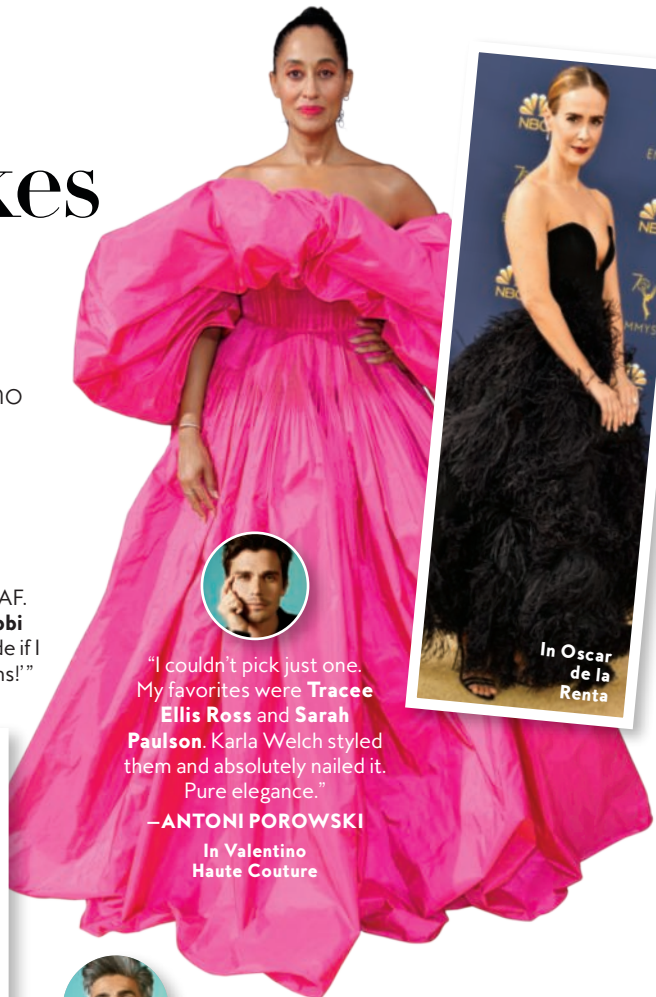 kes
no
AF.
obi
de if I
ns!’”
“I couldn’t pick just one.
My favorites were Tracee
Ellis Ross and Sarah
Paulson. Karla Welch styled
them and absolutely nailed it.
Pure elegance.”
—ANTONI POROWSKI
In Valentino
Haute Couture
NBC
NBC
In Oscar
de la
Renta